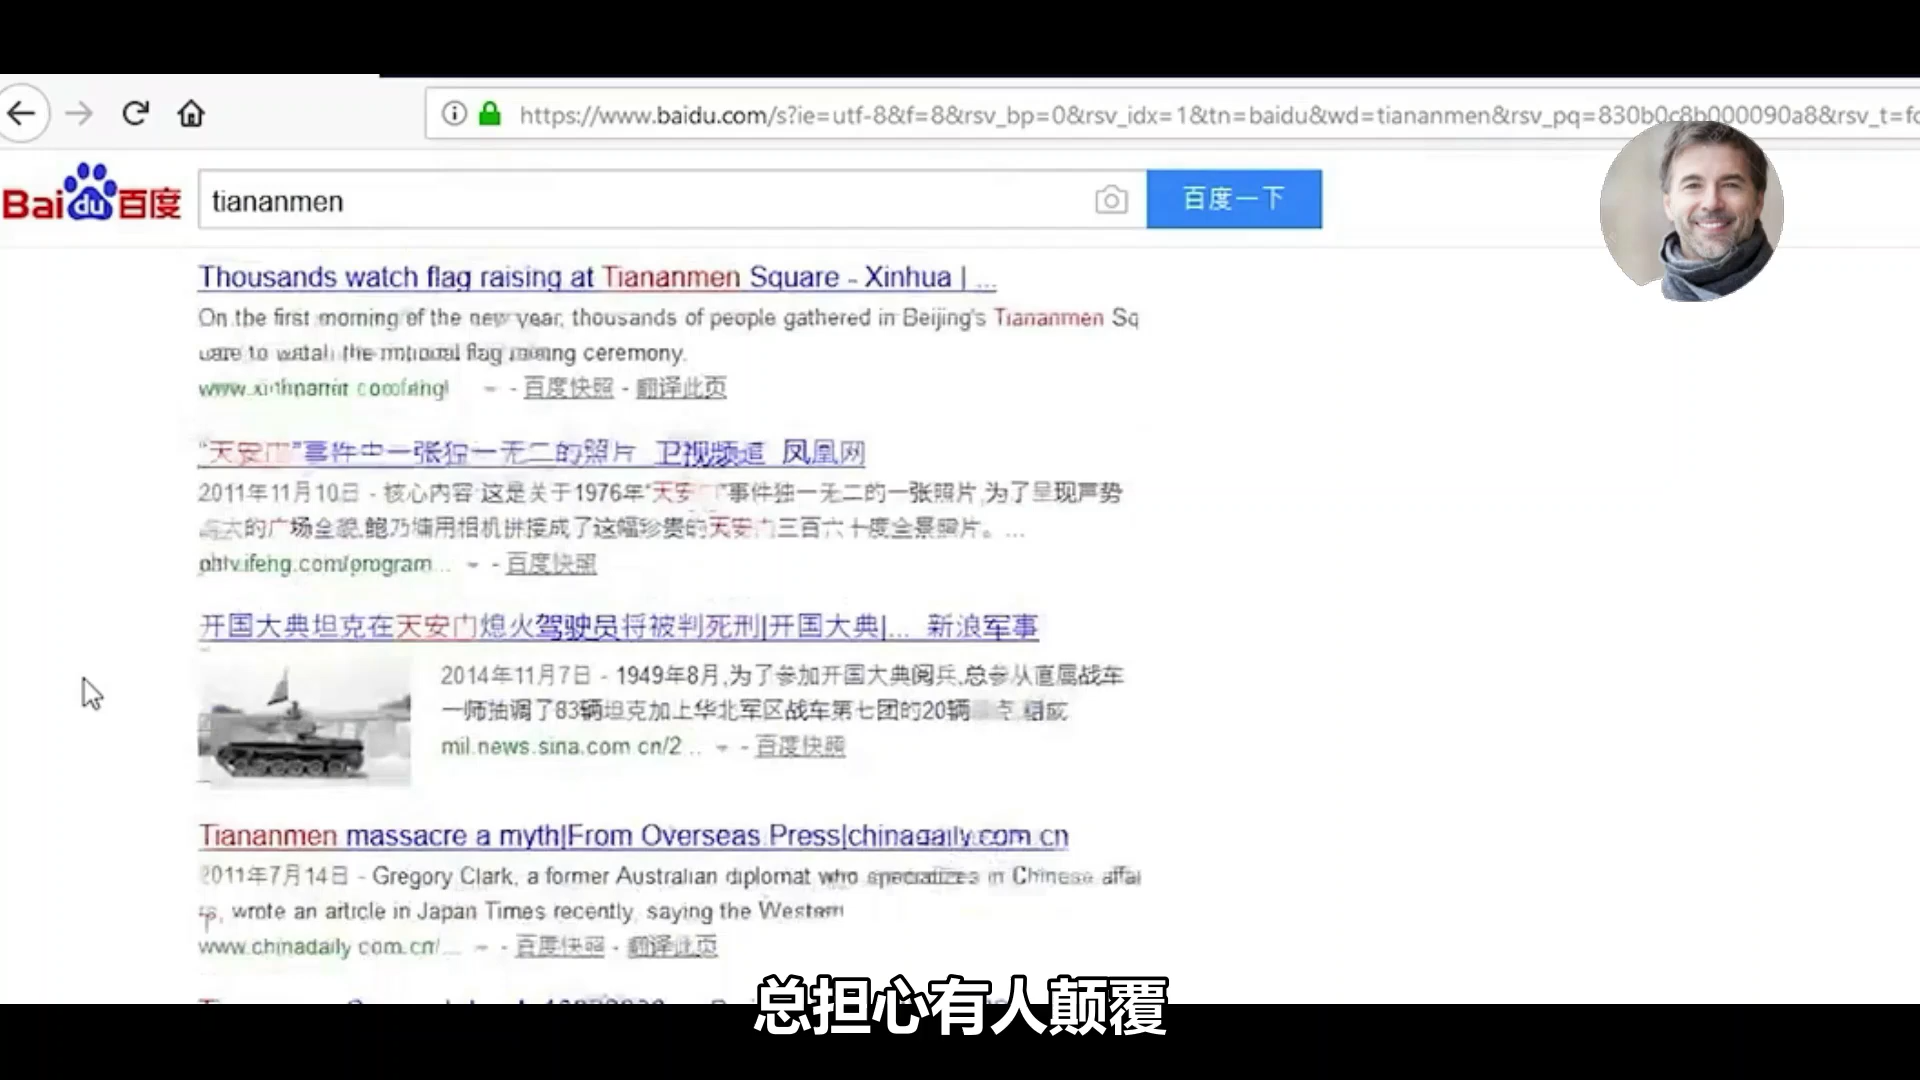 https://www.baidu.com/s?ie=utf-8&f=8&rsv_bp=0&rsv_idx=1&tn=baidu&wd=tiananmen&rsv_pq=830b0c8b000090a8&rsv_t=
Bai du 百度
tiananmen
百度一下
Thousands watch flag raising at Tiananmen Square - Xinhua | ...
On the first morning of the new year, thousands of people gathered in Beijing's Tiananmen Sq
uare to watch the national flag raising ceremony.
- 百度快照 - 翻译此页
"天安门"事件中一张独一无二的照片_卫视频道_凤凰网
2011年11月10日 - 核心内容:这是关于1976年"天安门"事件独一无二的一张照片,为了呈现声势
大的广场全貌,鲍乃镛用相机拼接成了这幅珍贵的天安门三百六十度全景照片。...
phtv.ifeng.com/program... - 百度快照
开国大典坦克在天安门熄火驾驶员将被判死刑|开国大典|..._新浪军事
2014年11月7日 - 1949年8月,为了参加开国大典阅兵,总参从直属战车
一师抽调了83辆坦克加上华北军区战车第七团的20辆 组成
mil.news.sina.com.cn/2... - 百度快照
Tiananmen massacre a myth|From Overseas Press|chinadaily.com.cn
2011年7月14日 - Gregory Clark, a former Australian diplomat who specializes in Chinese affai
rs, wrote an article in Japan Times recently, saying the Western
www.chinadaily.com.cn/... - 百度快照 - 翻译此页
总担心有人颠覆